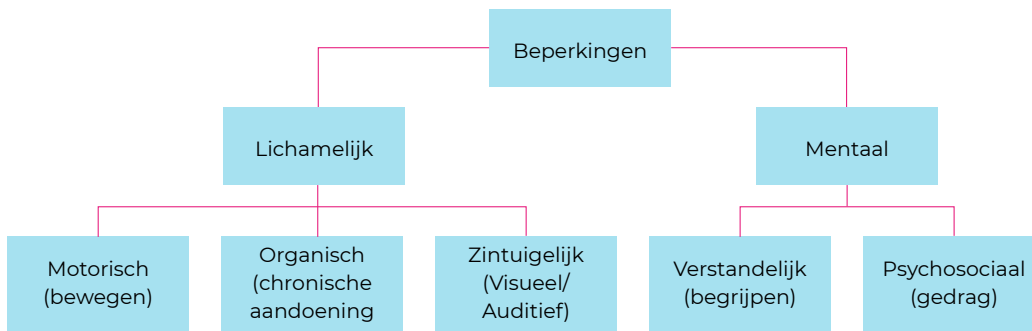 Beperkingen
Lichamelijk
Mentaal
Motorisch
(bewegen)
Organisch
(chronische
aandoening
Zintuigelijk
(Visueel/
Auditief)
Verstandelijk
(begrijpen)
Psychosociaal
(gedrag)